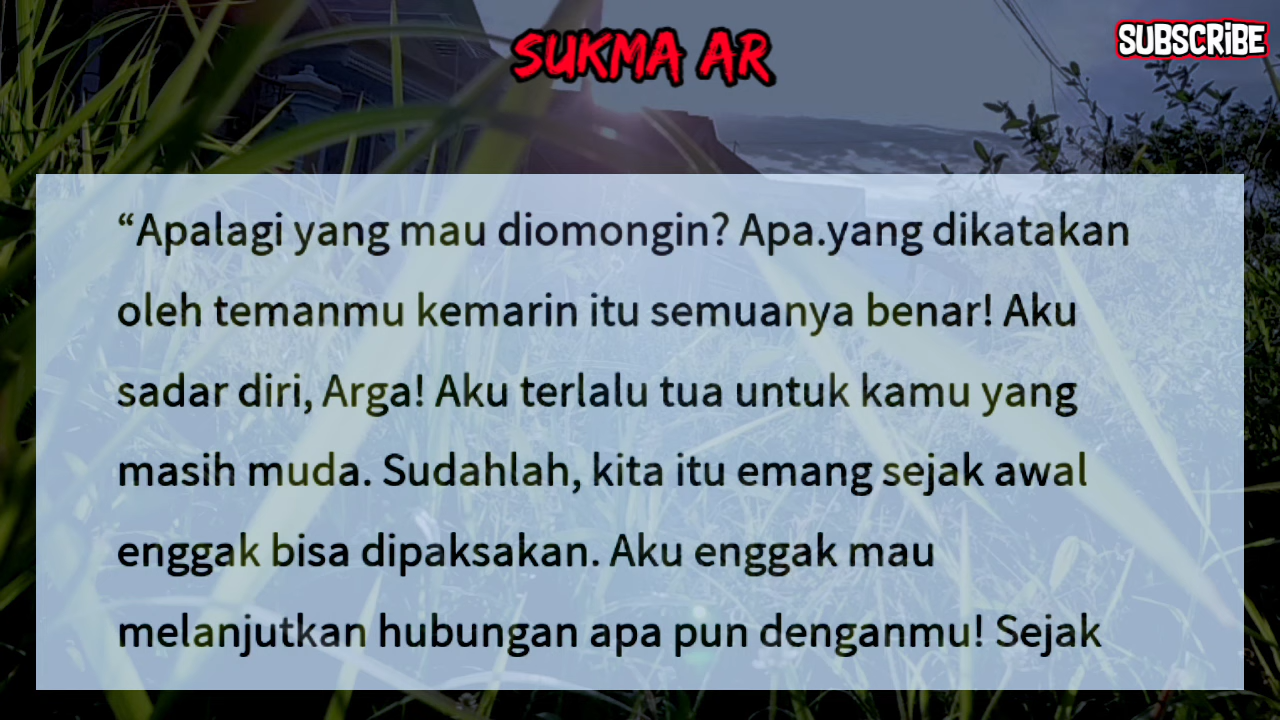 SUKMA AR
SUBSCRIBE
“Apalagi yang mau diomongin? Apa.yang dikatakan
oleh temanmu kemarin itu semuanya benar! Aku
sadar diri, Arga! Aku terlalu tua untuk kamu yang
masih muda. Sudahlah, kita itu emang sejak awal
enggak bisa dipaksakan. Aku enggak mau
melanjutkan hubungan apa pun denganmu! Sejak